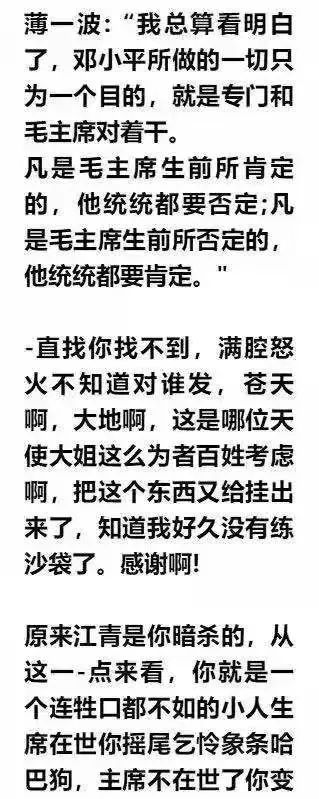 薄一波:“我总算看明白
了，邓小平所做的一切只
为一个目的，就是专门和
毛主席对着干。
凡是毛主席生前所肯定
的，他统统都要否定;凡
是毛主席生前所否定的，
他统统都要肯定。"
-直找你找不到，满腔怒
火不知道对谁发，苍天
啊，大地啊，这是哪位天
使大姐这么为者百姓考虑
啊，把这个东西又给挂出
来了，知道我好久没有练
沙袋了。感谢啊!
原来江青是你暗杀的，从
这一-点来看，你就是一
个连牲口都不如的小人生
席在世你摇尾乞怜象条哈
巴狗，主席不在世了你变